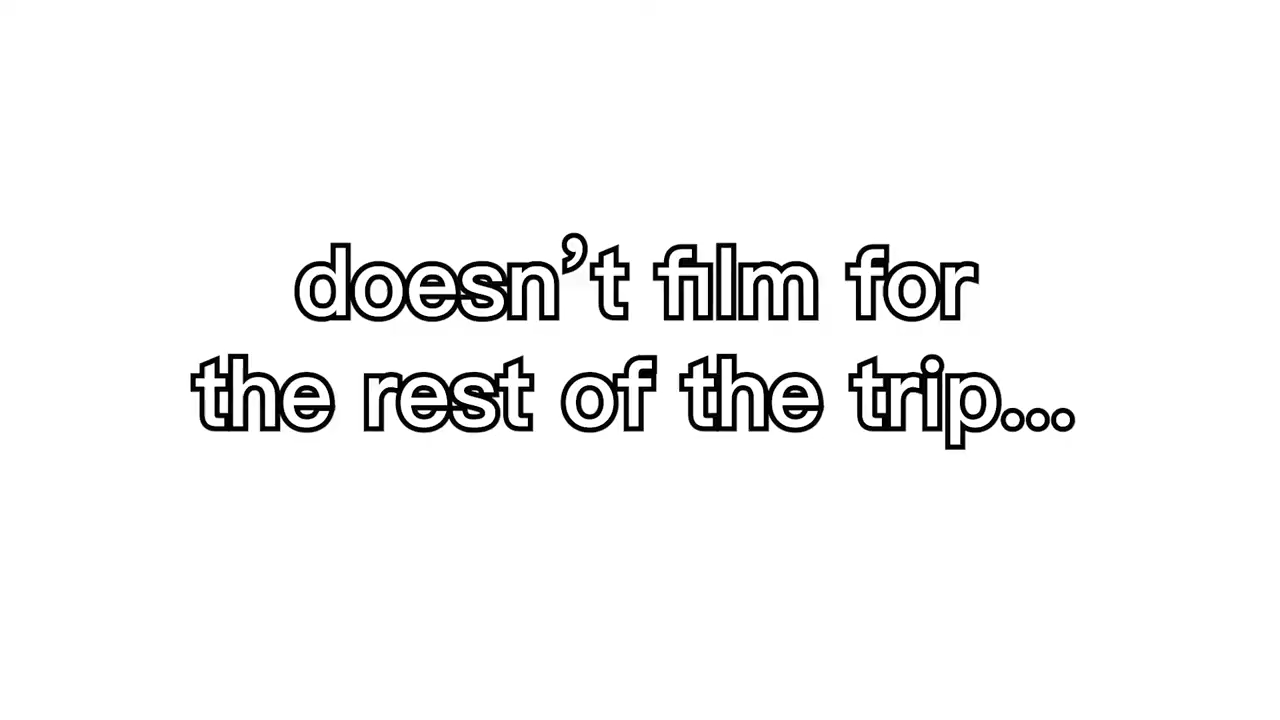 doesn’t film for
the rest of the trip...